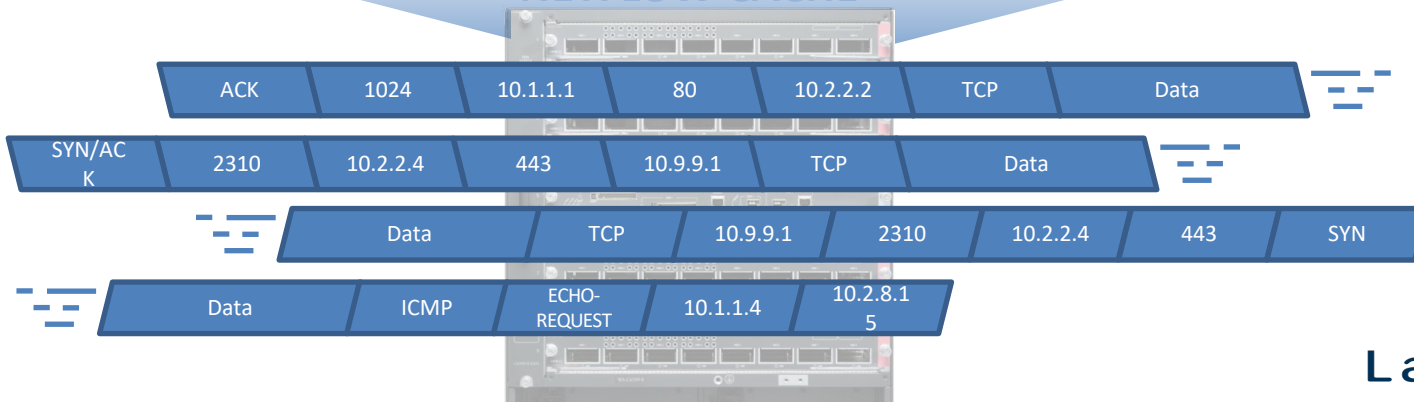 NETFLOW CACHE
ACK 1024 10.1.1.1 80 10.2.2.2 TCP Data
SYN/AC
K 2310 10.2.2.4 443 10.9.9.1 TCP Data
Data TCP 10.9.9.1 2310 10.2.2.4 443 SYN
Data ICMP ECHO-
REQUEST 10.1.1.4 10.2.8.1
5
La